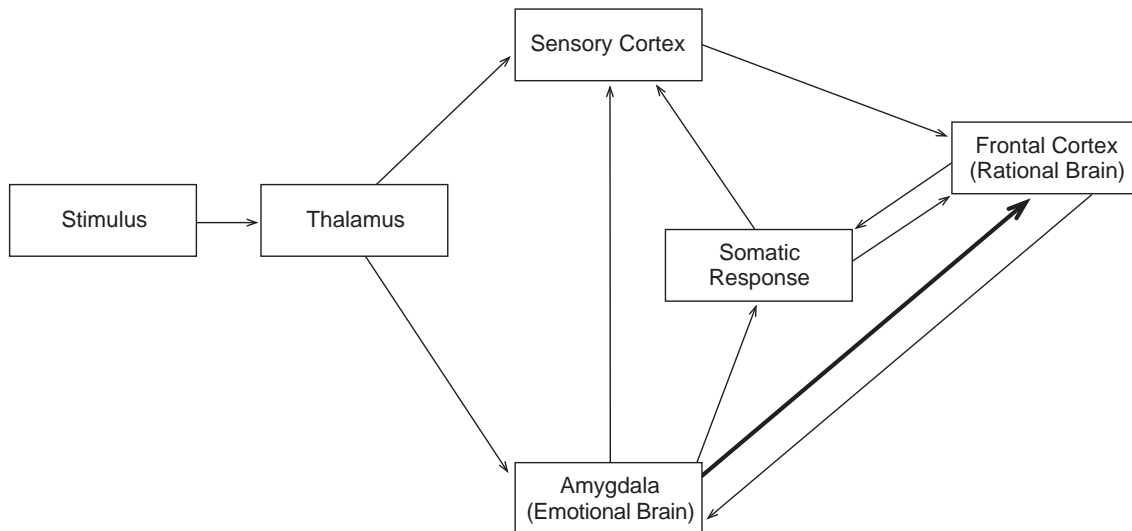 Sensory Cortex
Frontal Cortex
(Rational Brain)
Stimulus
Thalamus
Somatic
Response
Amygdala
(Emotional Brain)